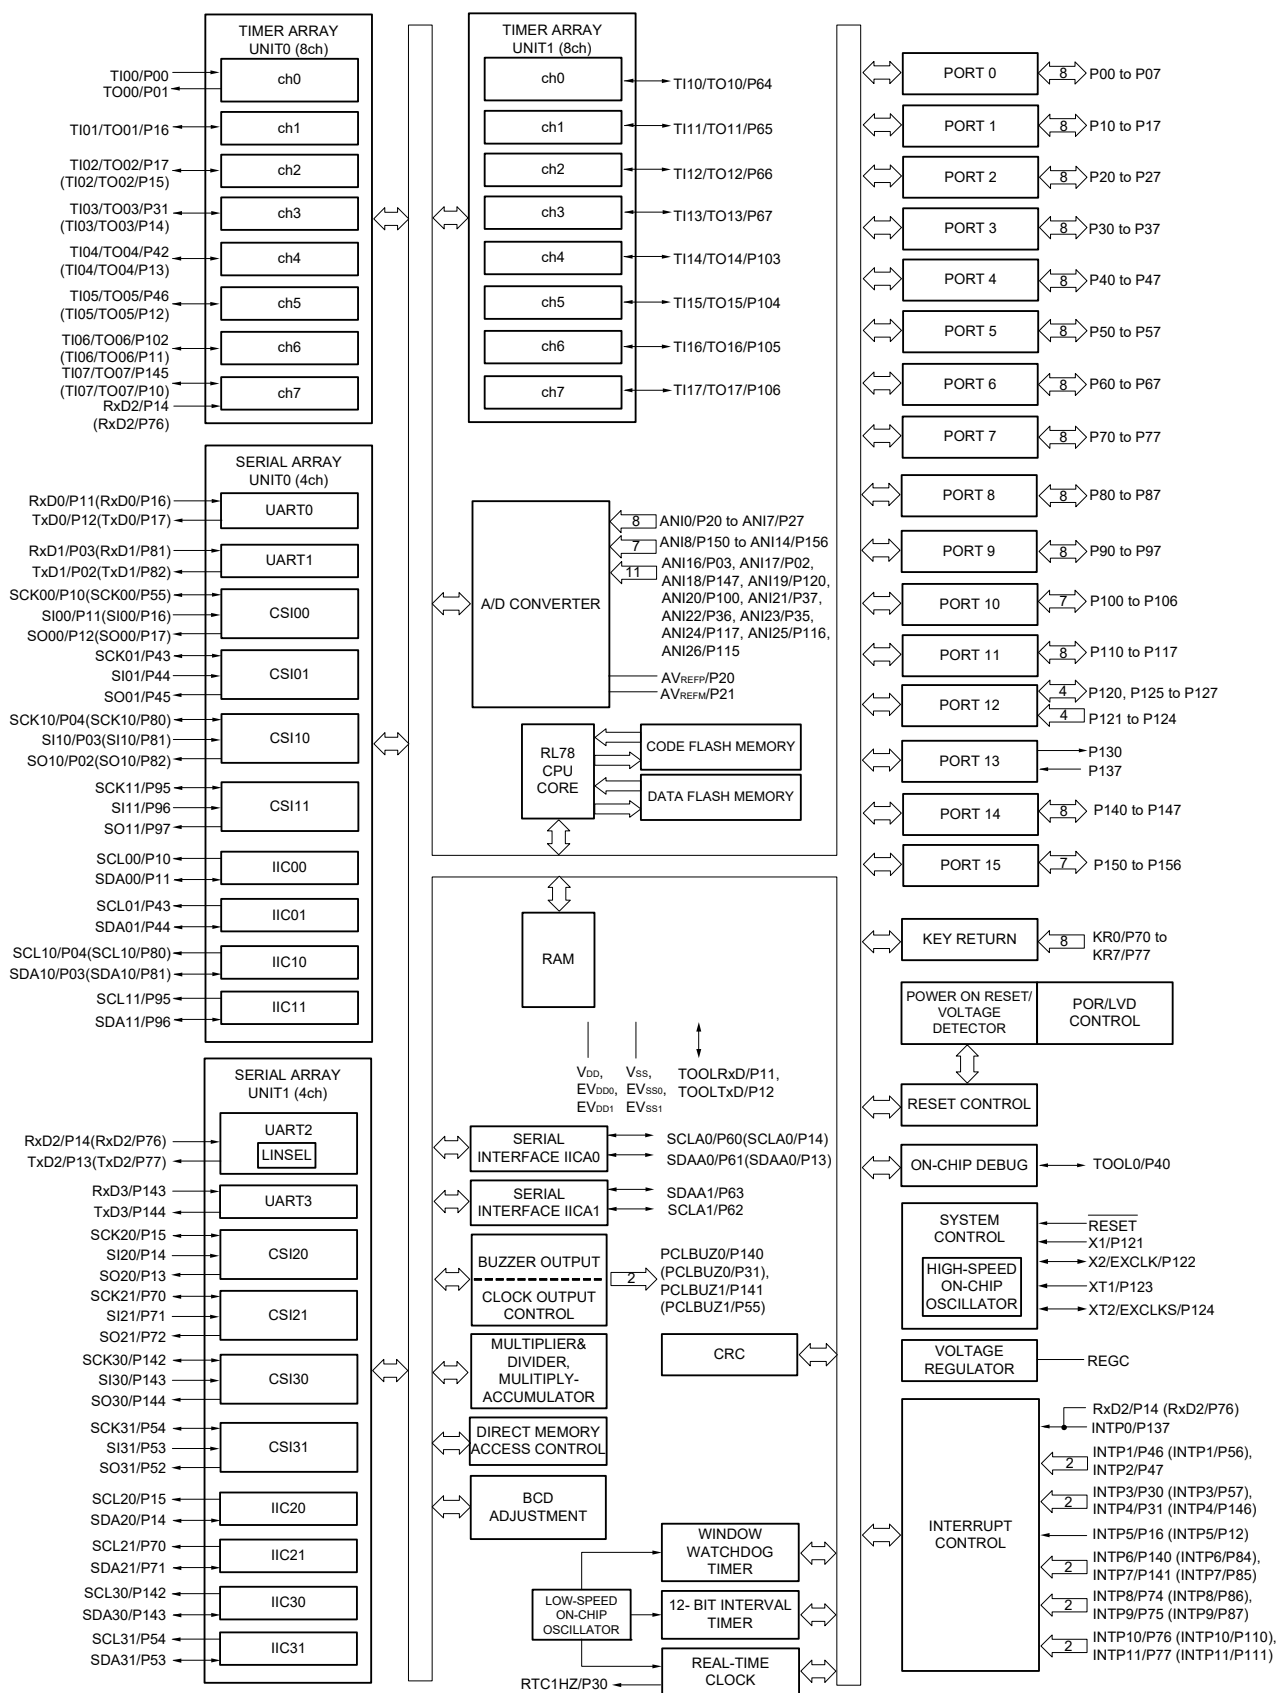 TIMER ARRAY
UNIT0 (8ch)
TI00/P00
TO00/P01
ch0
TI01/TO01/P16
ch1
TI02/TO02/P17
(TI02/TO02/P15)
ch2
TI03/TO03/P31
(TI03/TO03/P14)
ch3
TI04/TO04/P42
(TI04/TO04/P13)
ch4
TI05/TO05/P46
(TI05/TO05/P12)
ch5
TI06/TO06/P102
(TI06/TO06/P11)
ch6
TI07/TO07/P145
(TI07/TO07/P10)
ch7
RxD2/P14
(RxD2/P76)
SERIAL ARRAY
UNIT0 (4ch)
RxD0/P11(RxD0/P16)
TxD0/P12(TxD0/P17)
UART0
RxD1/P03(RxD1/P81)
TxD1/P02(TxD1/P82)
UART1
SCK00/P10(SCK00/P55)
SI00/P11(SI00/P16)
SO00/P12(SO00/P17)
CSI00
SCK01/P43
SI01/P44
SO01/P45
CSI01
SCK10/P04(SCK10/P80)
SI10/P03(SI10/P81)
SO10/P02(SO10/P82)
CSI10
SCK11/P95
SI11/P96
SO11/P97
CSI11
SCL00/P10
SDA00/P11
IIC00
SCL01/P43
SDA01/P44
IIC01
SCL10/P04(SCL10/P80)
SDA10/P03(SDA10/P81)
IIC10
SCL11/P95
SDA11/P96
IIC11
SERIAL ARRAY
UNIT1 (4ch)
RxD2/P14(RxD2/P76)
TxD2/P13(TxD2/P77)
UART2
LINSEL
RxD3/P143
TxD3/P144
UART3
SCK20/P15
SI20/P14
SO20/P13
CSI20
SCK21/P70
SI21/P71
SO21/P72
CSI21
SCK30/P142
SI30/P143
SO30/P144
CSI30
SCK31/P54
SI31/P53
SO31/P52
CSI31
SCL20/P15
SDA20/P14
IIC20
SCL21/P70
SDA21/P71
IIC21
SCL30/P142
SDA30/P143
IIC30
SCL31/P54
SDA31/P53
IIC31
TIMER ARRAY
UNIT1 (8ch)
ch0
TI10/TO10/P64
ch1
TI11/TO11/P65
ch2
TI12/TO12/P66
ch3
TI13/TO13/P67
ch4
TI14/TO14/P103
ch5
TI15/TO15/P104
ch6
TI16/TO16/P105
ch7
TI17/TO17/P106
A/D CONVERTER
8 ANI0/P20 to ANI7/P27
7 ANI8/P150 to ANI14/P156
11 ANI16/P03, ANI17/P02,
ANI18/P147, ANI19/P120,
ANI20/P100, ANI21/P37,
ANI22/P36, ANI23/P35,
ANI24/P117, ANI25/P116,
ANI26/P115
AVREFP/P20
AVREFM/P21
RL78
CPU
CORE
CODE FLASH MEMORY
DATA FLASH MEMORY
RAM
VDD,
EVDD0,
EVDD1
VSS,
EVSS0,
EVSS1
TOOLRxD/P11,
TOOLTxD/P12
SERIAL
INTERFACE IICA0
SCLA0/P60(SCLA0/P14)
SDAA0/P61(SDAA0/P13)
SERIAL
INTERFACE IICA1
SDAA1/P63
SCLA1/P62
BUZZER OUTPUT
CLOCK OUTPUT
CONTROL
2
PCLBUZ0/P140
(PCLBUZ0/P31),
PCLBUZ1/P141
(PCLBUZ1/P55)
MULTIPLIER&
DIVIDER,
MULITIPLY-
ACCUMULATOR
CRC
DIRECT MEMORY
ACCESS CONTROL
BCD
ADJUSTMENT
LOW-SPEED
ON-CHIP
OSCILLATOR
WINDOW
WATCHDOG
TIMER
12- BIT INTERVAL
TIMER
REAL-TIME
CLOCK
RTC1HZ/P30
PORT 0 8 P00 to P07
PORT 1 8 P10 to P17
PORT 2 8 P20 to P27
PORT 3 8 P30 to P37
PORT 4 8 P40 to P47
PORT 5 8 P50 to P57
PORT 6 8 P60 to P67
PORT 7 8 P70 to P77
PORT 8 8 P80 to P87
PORT 9 8 P90 to P97
PORT 10 7 P100 to P106
PORT 11 8 P110 to P117
PORT 12
4 P120, P125 to P127
4 P121 to P124
PORT 13
P130
P137
PORT 14 8 P140 to P147
PORT 15 7 P150 to P156
KEY RETURN 8
KR0/P70 to
KR7/P77
POWER ON RESET/
VOLTAGE
DETECTOR
POR/LVD
CONTROL
RESET CONTROL
ON-CHIP DEBUG
TOOL0/P40
SYSTEM
CONTROL
HIGH-SPEED
ON-CHIP
OSCILLATOR
RESET
X1/P121
X2/EXCLK/P122
XT1/P123
XT2/EXCLKS/P124
VOLTAGE
REGULATOR
REGC
INTERRUPT
CONTROL
RxD2/P14 (RxD2/P76)
INTP0/P137
2
INTP1/P46 (INTP1/P56),
INTP2/P47
2
INTP3/P30 (INTP3/P57),
INTP4/P31 (INTP4/P146)
INTP5/P16 (INTP5/P12)
2
INTP6/P140 (INTP6/P84),
INTP7/P141 (INTP7/P85)
2
INTP8/P74 (INTP8/P86),
INTP9/P75 (INTP9/P87)
2
INTP10/P76 (INTP10/P110),
INTP11/P77 (INTP11/P111)